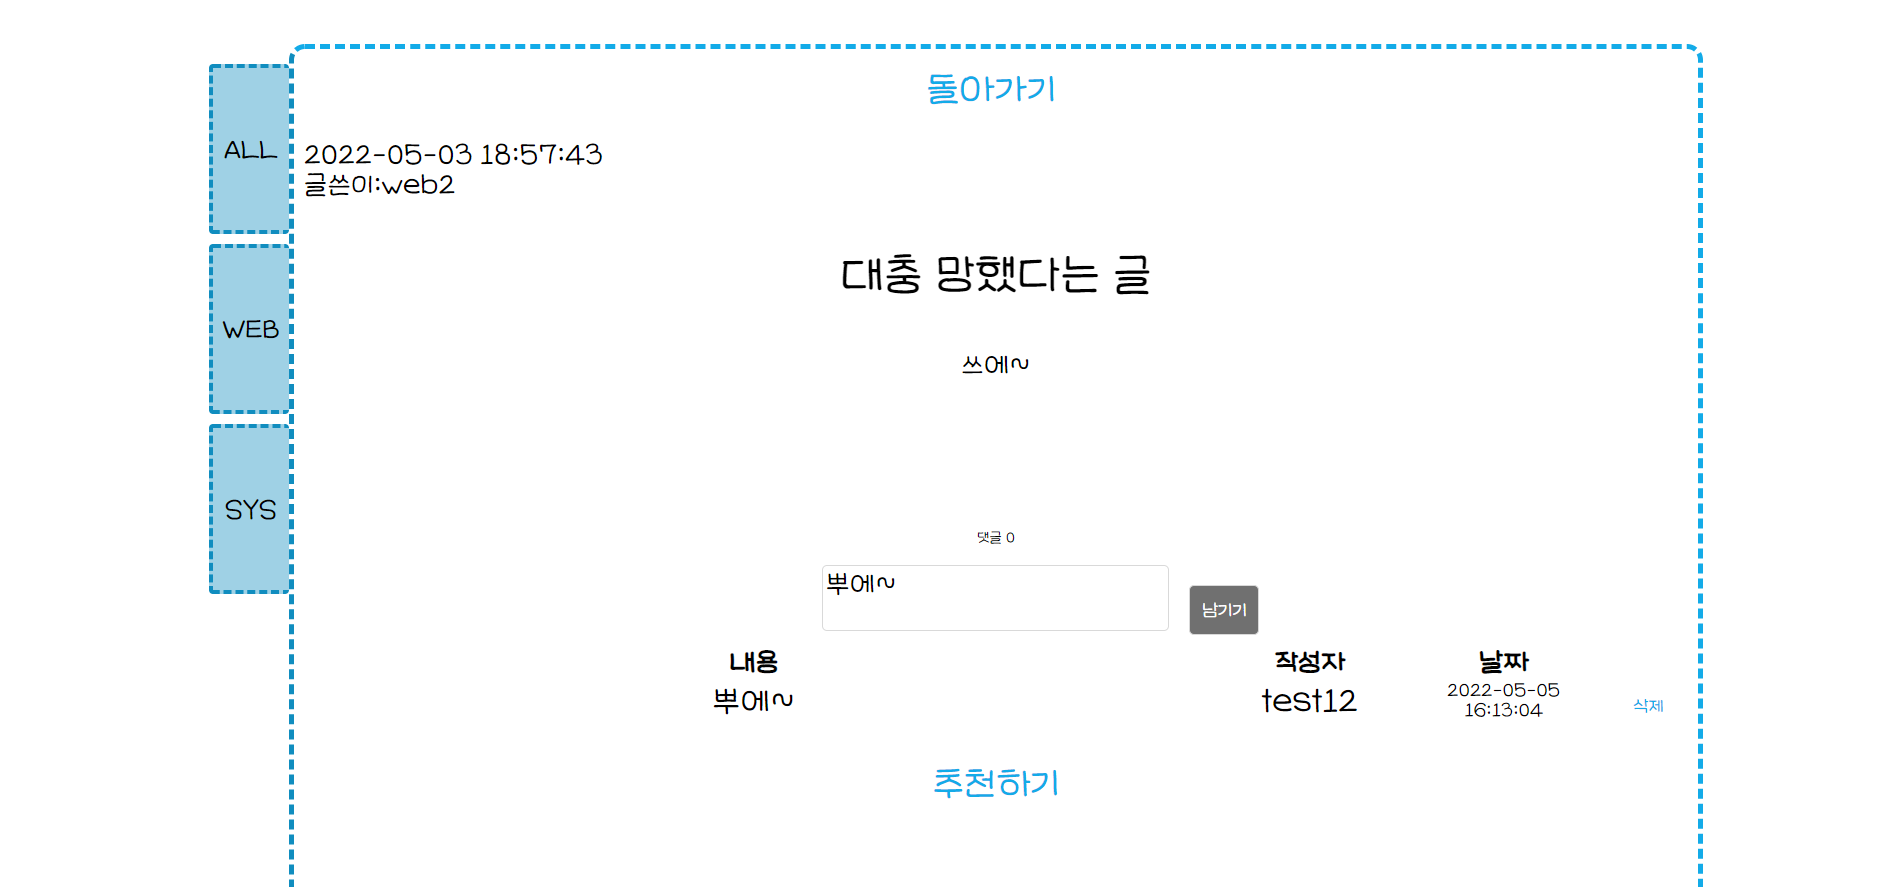 돌아가기
ALL
2022-05-03 18:57:43
글쓴이:web2
대충 망했다는 글
WEB
쓰에~
SYS
댓글 0
뿌에~
남기기
내용 작성자 날짜
뿌에~ test12 2022-05-05
16:13:04 삭제
추천하기